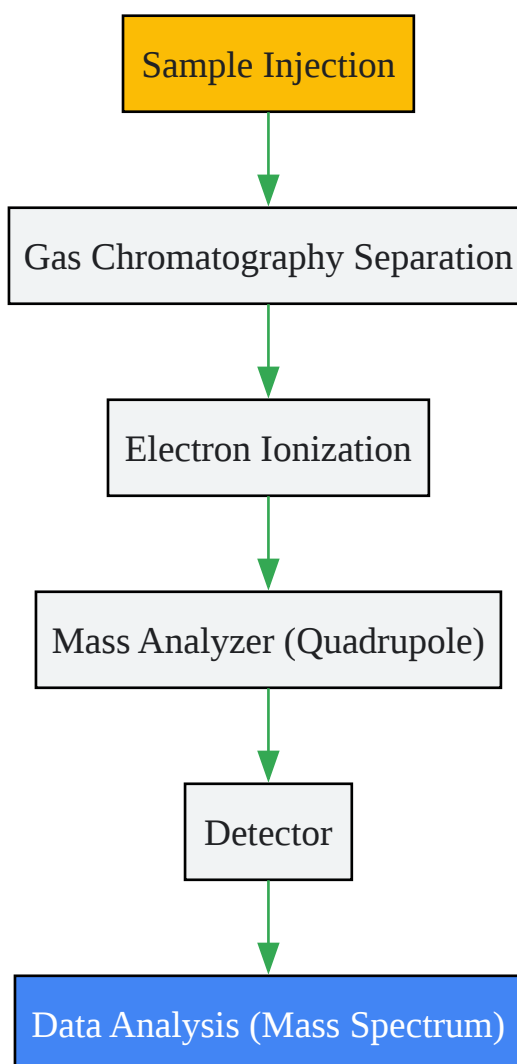 Sample Injection
Gas Chromatography Separation
Electron Ionization
Mass Analyzer (Quadrupole)
Detector
Data Analysis (Mass Spectrum)